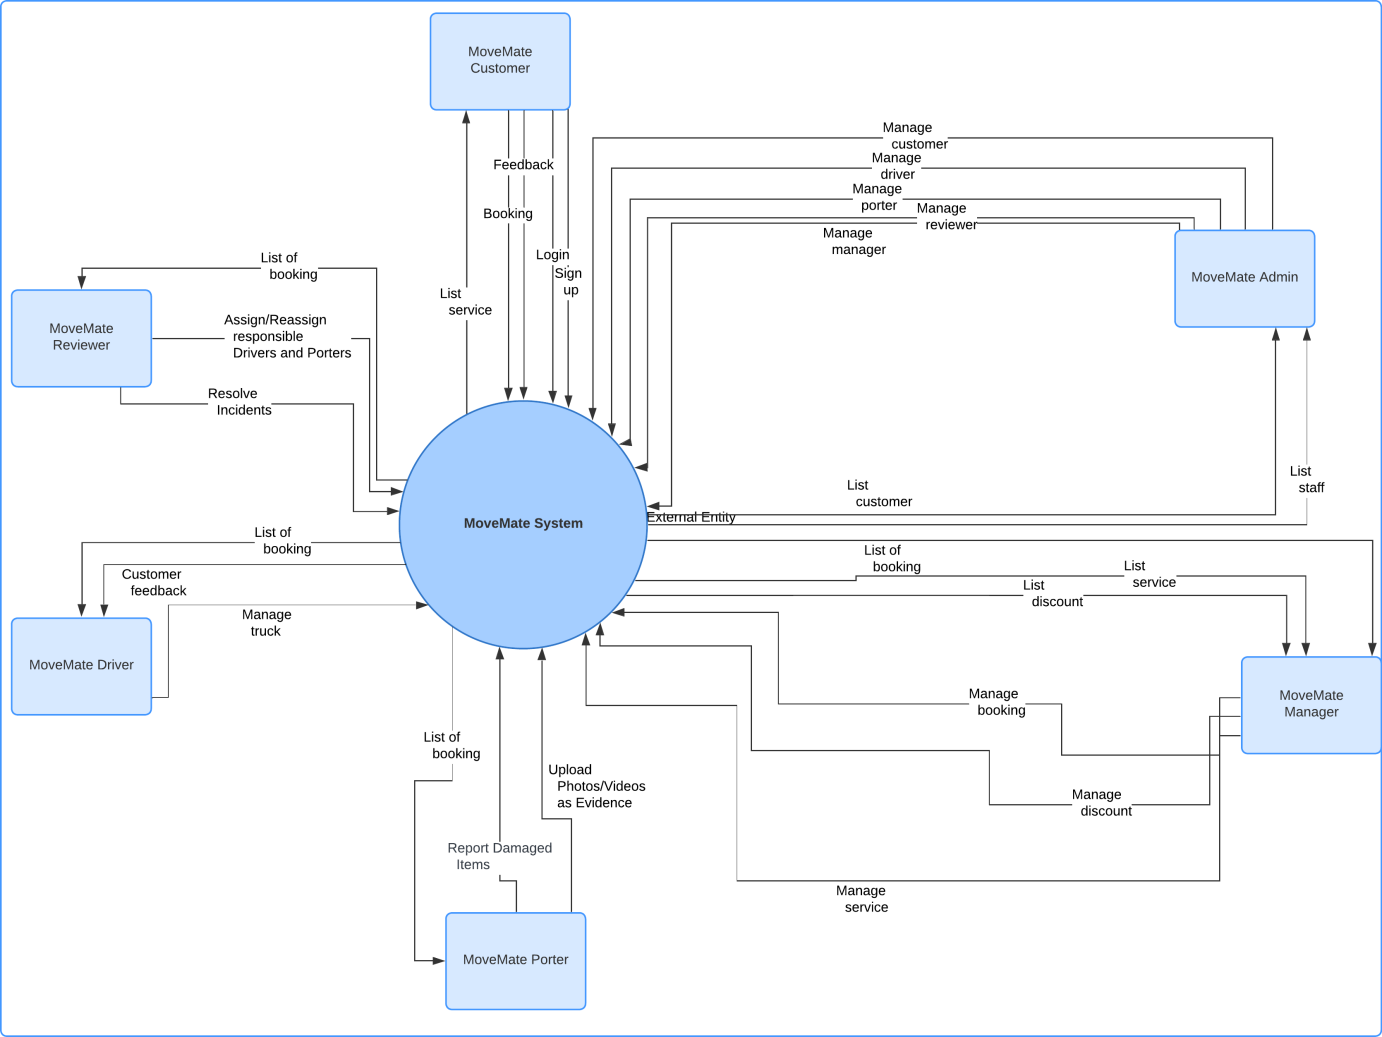 MoveMate
Customer
Manage
customer
Manage
driver
Feedback
Manage
porter
Booking
Manage
reviewer
Manage
manager
Login
Sign
up
List of
booking
MoveMate Admin
List
service
Assign/Reassign
responsible
Drivers and Porters
MoveMate
Reviewer
Resolve
Incidents
List
staff
List
customer
External Entity
MoveMate System
List of
booking
List of
booking
List
service
Customer
feedback
List
discount
Manage
truck
MoveMate Driver
MoveMate
Manager
Manage
booking
List of
booking
Upload
Photos/Videos
as Evidence
Manage
discount
Report Damaged
Items
Manage
service
MoveMate Porter